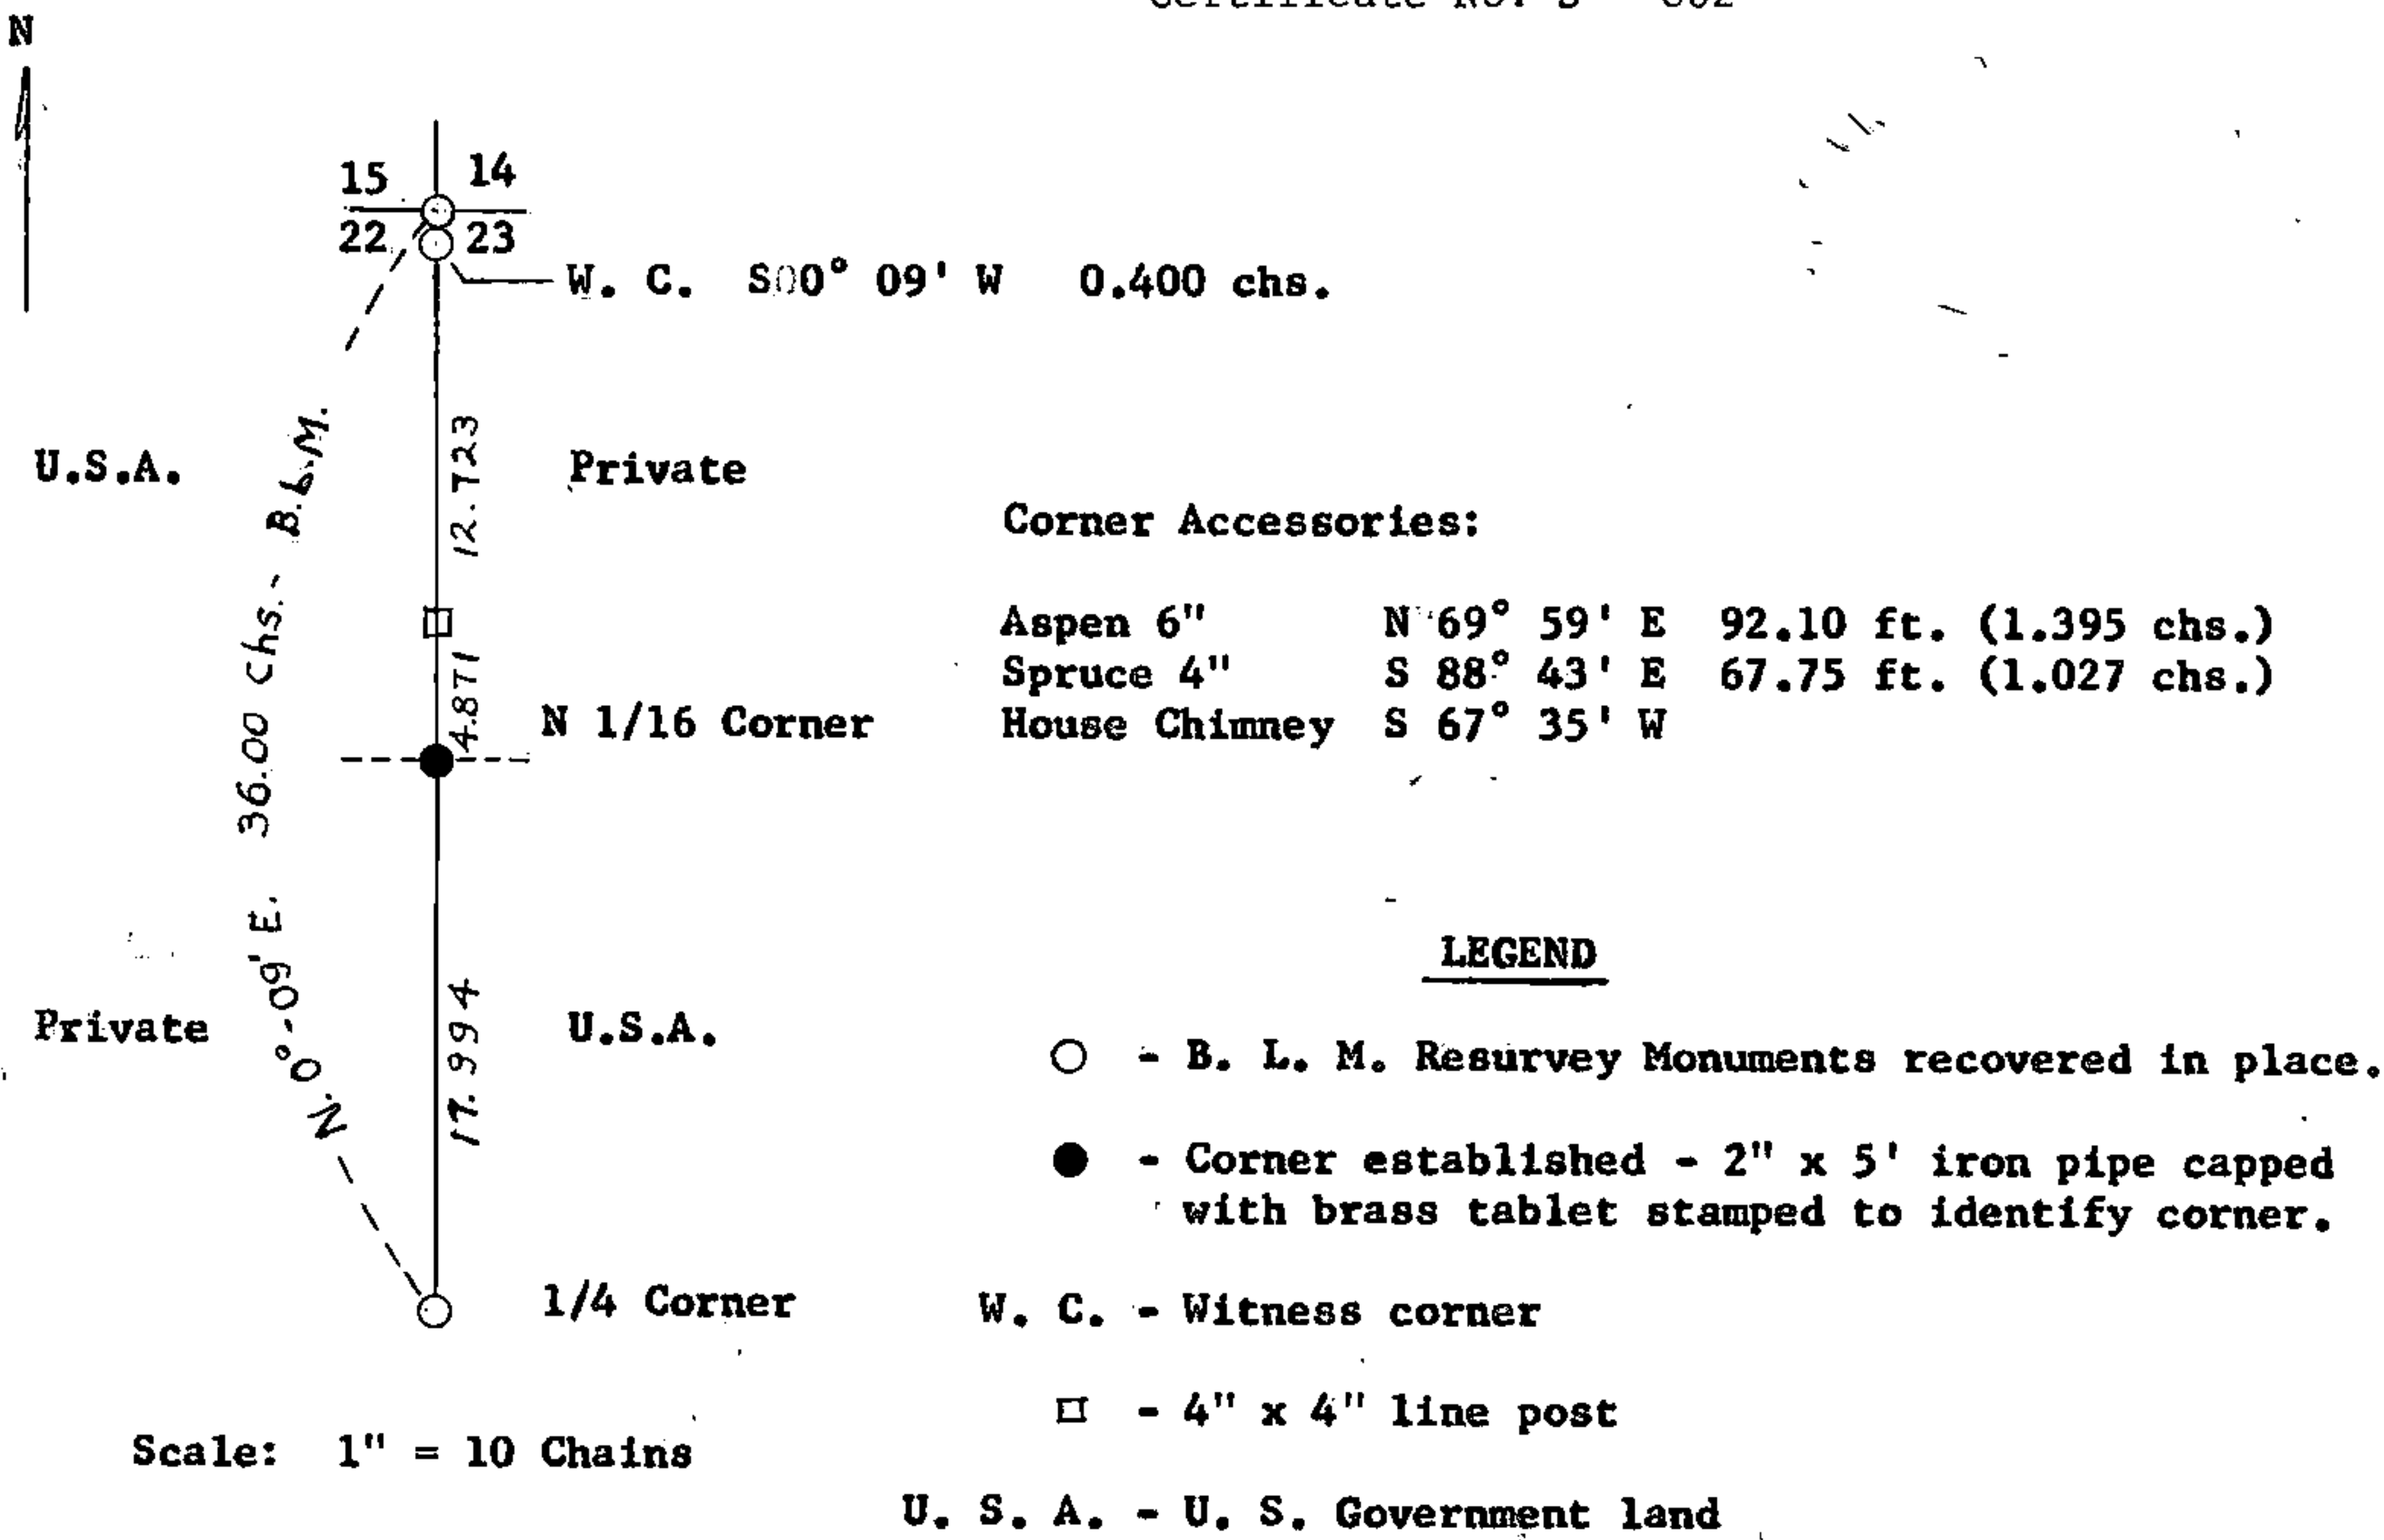 N
15 14
22 23
W. C. S00° 09' W 0.400 chs.
N. 0°-09' E. 36.00 Chs.- B.L.M.
12.723
U.S.A.
Private
Corner Accessories:
Aspen 6" N 69° 59' E 92.10 ft. (1.395 chs.)
Spruce 4" S 88° 43' E 67.75 ft. (1.027 chs.)
House Chimney S 67° 35' W
4.871
N 1/16 Corner
LEGEND
Private
17.994
U.S.A.
- B. L. M. Resurvey Monuments recovered in place.
- Corner established - 2" x 5' iron pipe capped
with brass tablet stamped to identify corner.
1/4 Corner
W. C. - Witness corner
- 4" x 4" line post
Scale: 1" = 10 Chains
U. S. A. - U. S. Government land